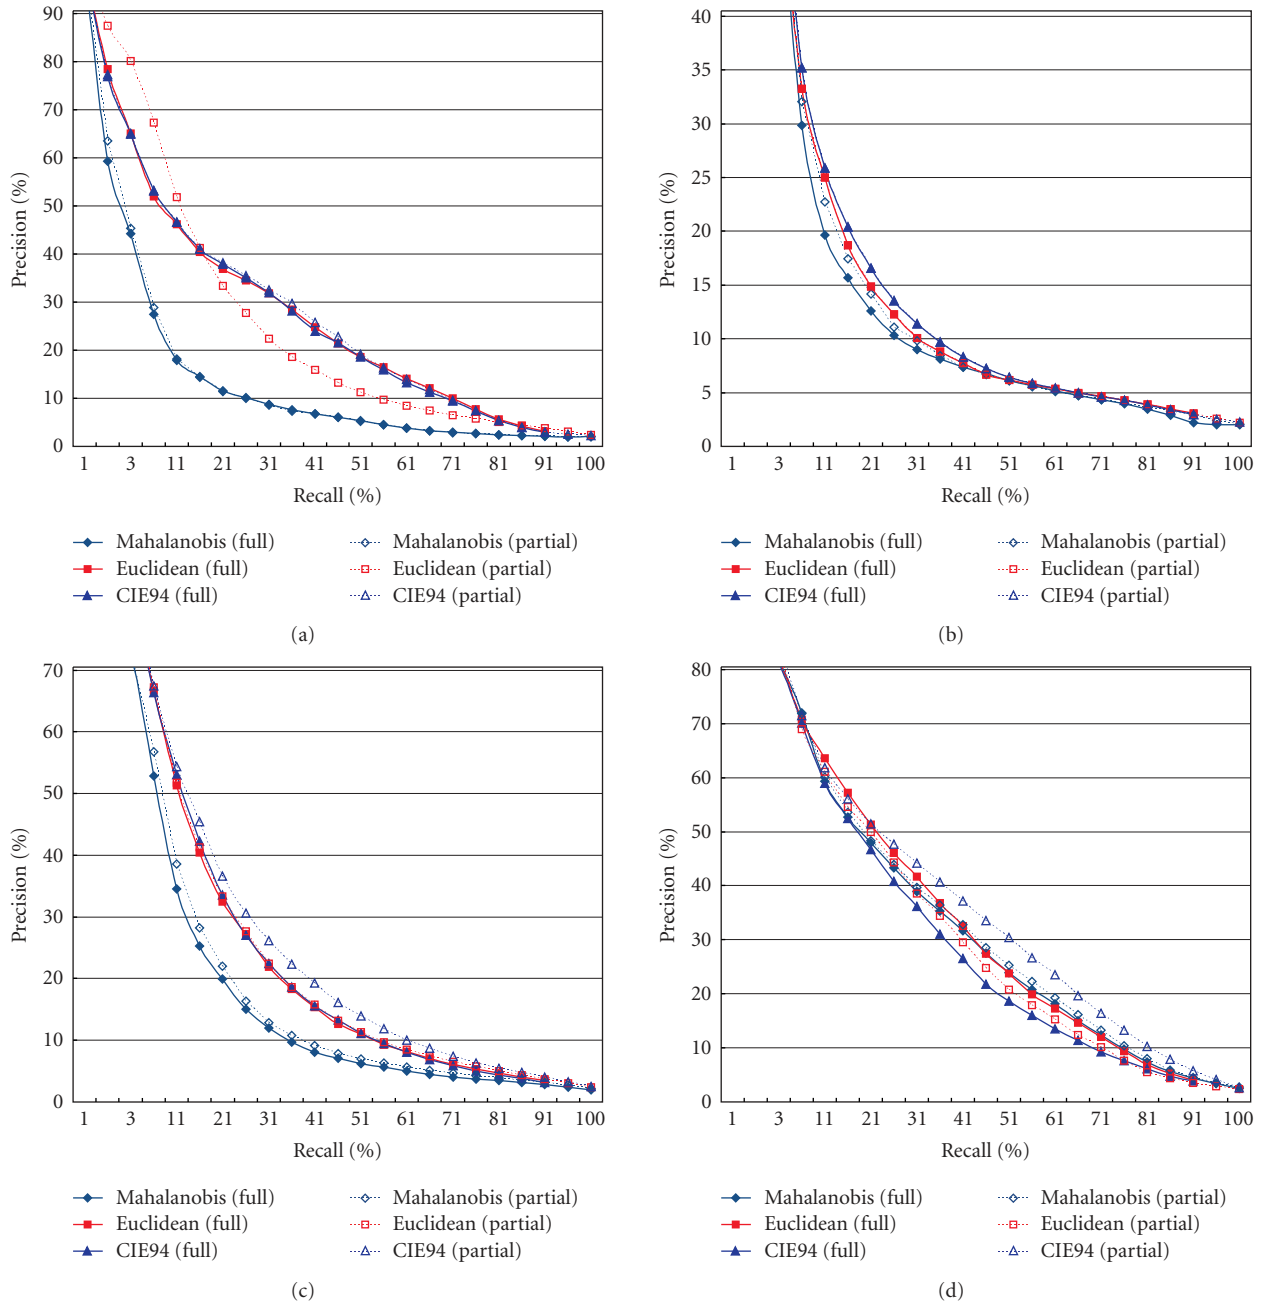 90
80
70
60
50
40
30
20
10
0
Precision (%)
1 3 11 21 31 41 51 61 71 81 91 100
Recall (%)
Mahalanobis (full)
Euclidean (full)
CIE94 (full)
Mahalanobis (partial)
Euclidean (partial)
CIE94 (partial)
(a)
40
35
30
25
20
15
10
5
0
Precision (%)
1 3 11 21 31 41 51 61 71 81 91 100
Recall (%)
Mahalanobis (full)
Euclidean (full)
CIE94 (full)
Mahalanobis (partial)
Euclidean (partial)
CIE94 (partial)
(b)
70
60
50
40
30
20
10
0
Precision (%)
1 3 11 21 31 41 51 61 71 81 91 100
Recall (%)
Mahalanobis (full)
Euclidean (full)
CIE94 (full)
Mahalanobis (partial)
Euclidean (partial)
CIE94 (partial)
(c)
80
70
60
50
40
30
20
10
0
Precision (%)
1 3 11 21 31 41 51 61 71 81 91 100
Recall (%)
Mahalanobis (full)
Euclidean (full)
CIE94 (full)
Mahalanobis (partial)
Euclidean (partial)
CIE94 (partial)
(d)